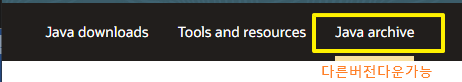 Java downloads Tools and resources Java archive
다른버전다운가능